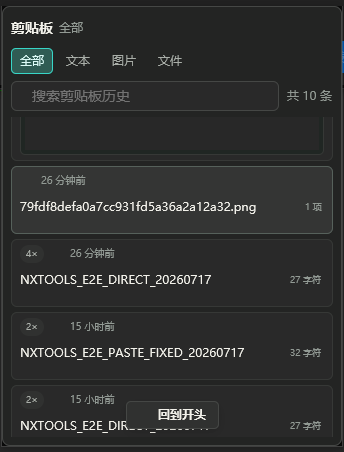 剪贴板 全部
全部 文本 图片 文件
搜索剪贴板历史 共 10 条
26 分钟前
79fdf8defa0a7cc931fd5a36a2a12a32.png 1 项
4× 26 分钟前
NXTOOLS_E2E_DIRECT_20260717 27 字符
2× 15 小时前
NXTOOLS_E2E_PASTE_FIXED_20260717 32 字符
2× 15 小时前
回到开头
NXTOOLS_E2E_DIRECT_20260717 27 字符